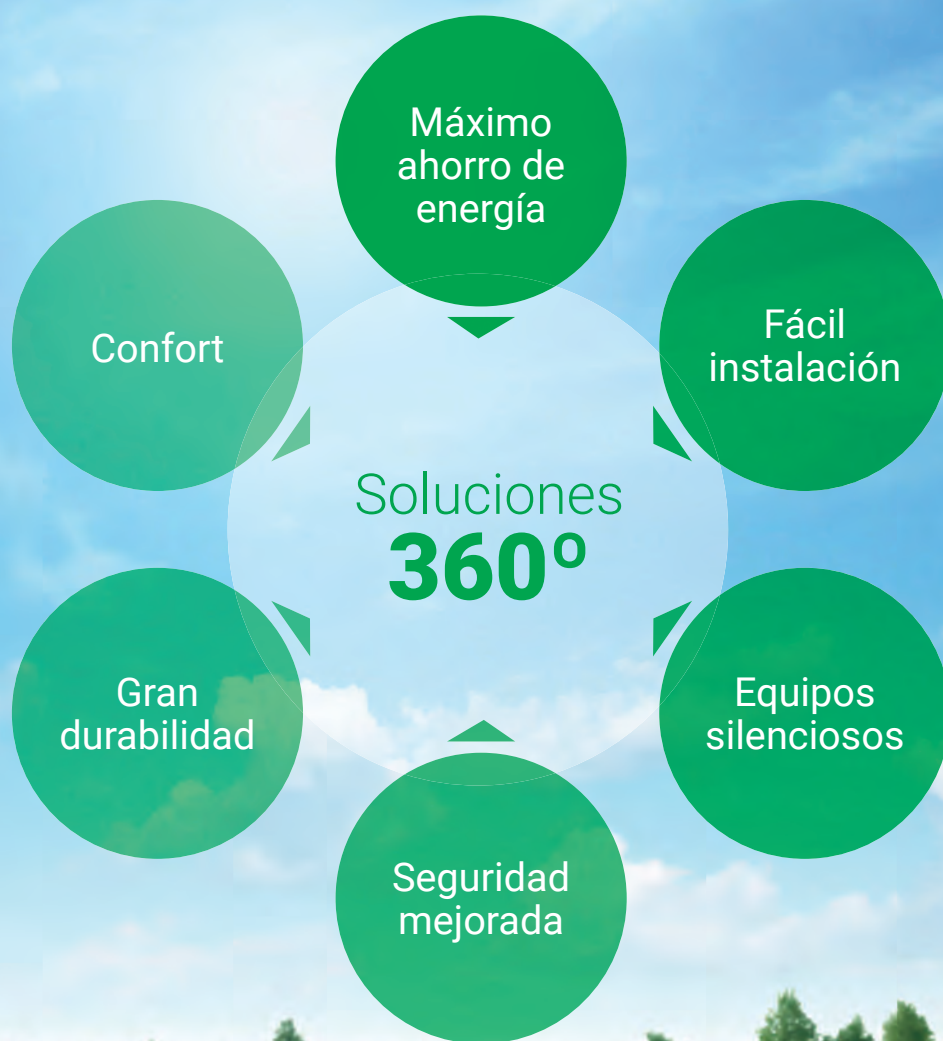 Máximo
ahorro de
energía
Fácil
instalación
Confort
Soluciones
360º
Equipos
silenciosos
Gran
durabilidad
Seguridad
mejorada